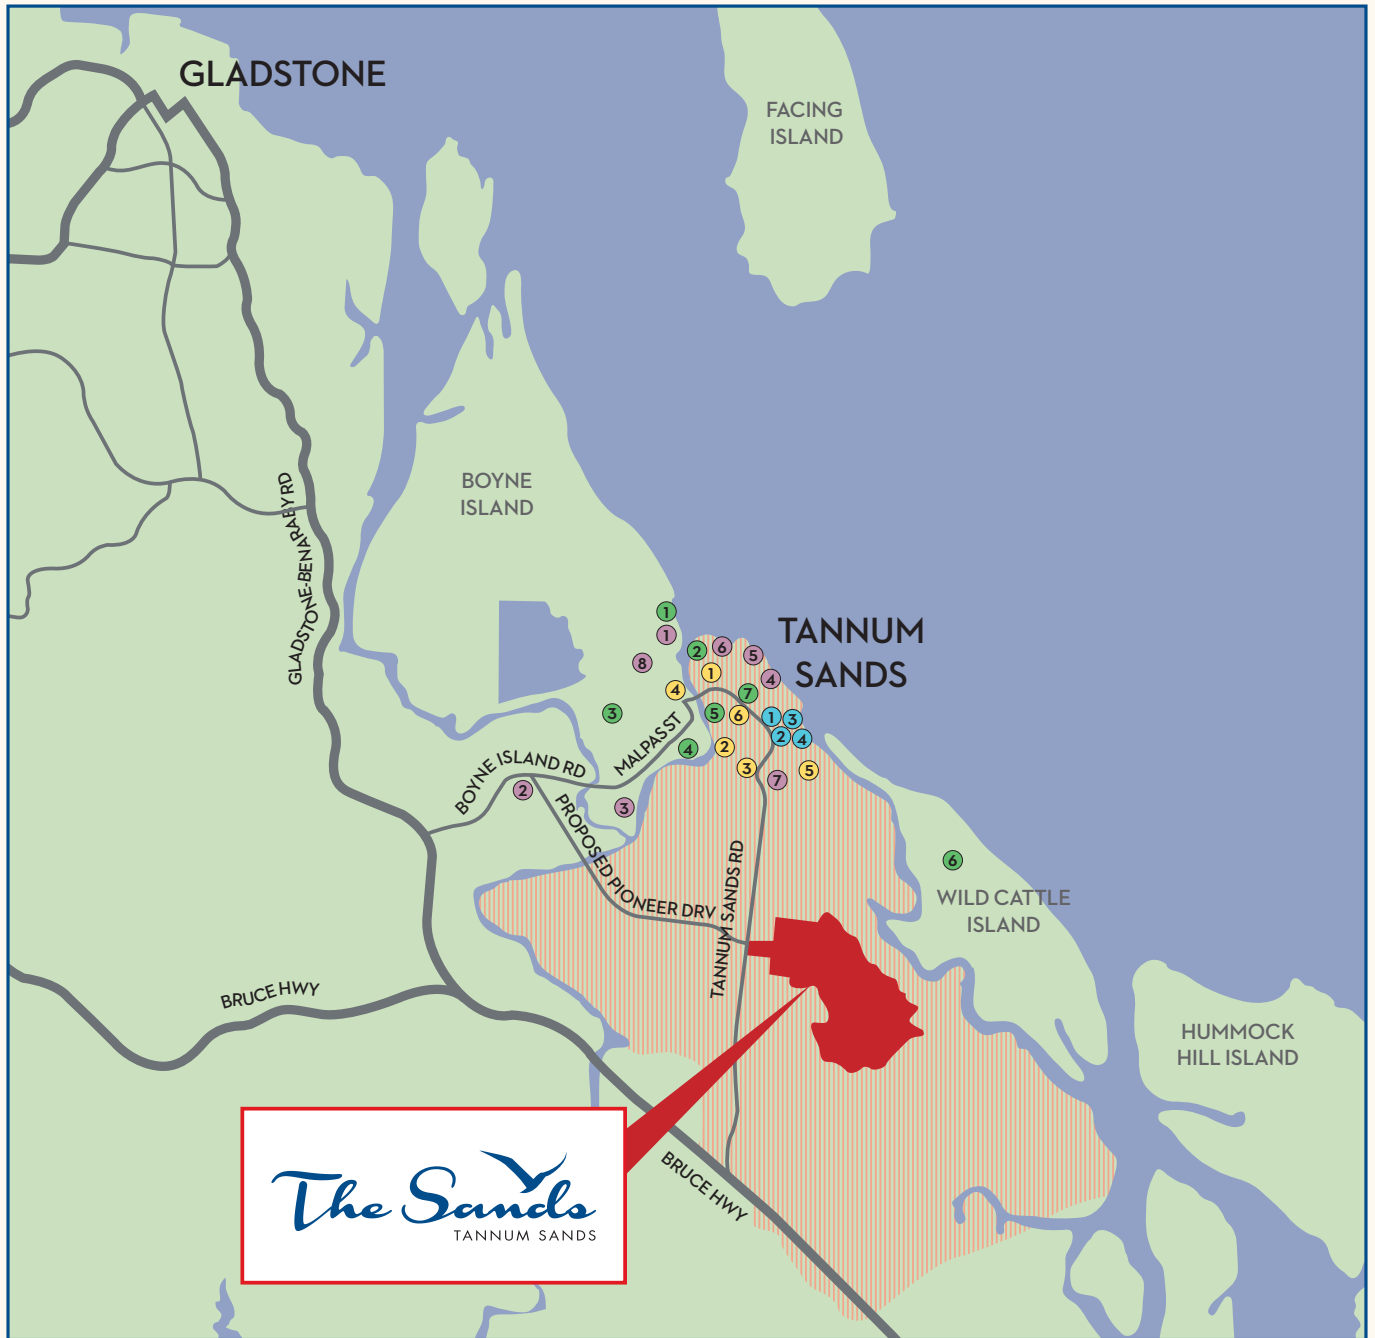 GLADSTONE
FACING
ISLAND
BOYNE
ISLAND
GLADSTONE-BENARABY RD
TANNUM
SANDS
1
1
2
6
5
8
1
4
4
7
3
5
6
1
3
2
4
4
2
3
5
7
MALPAS ST
BOYNE ISLAND RD
2
3
PROPOSED PIONEER DRV
TANNUM SANDS RD
6
WILD CATTLE
ISLAND
BRUCE HWY
HUMMOCK
HILL ISLAND
The Sands
TANNUM SANDS
BRUCE HWY